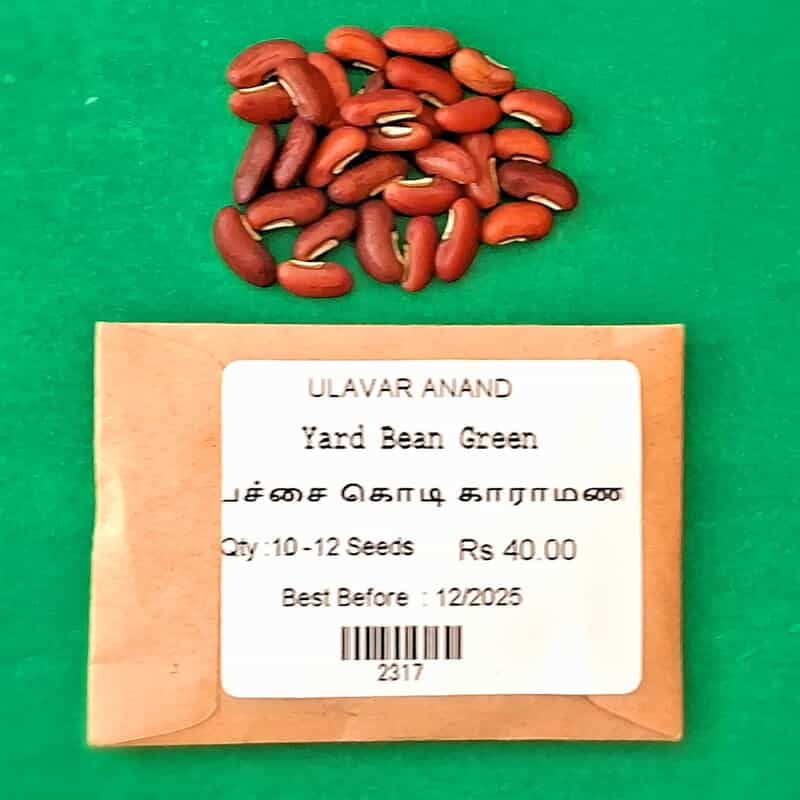 ULAVAR ANAND
Yard Bean Green
பச்சை கொடி காராமண
Qty :10 -12 Seeds Rs 40.00
Best Before : 12/2025
2317